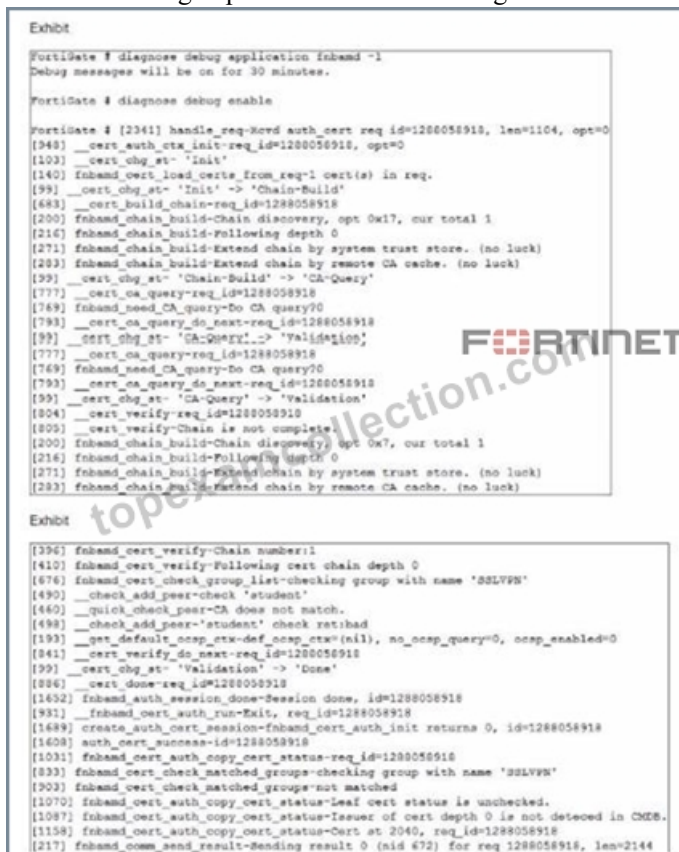 Exhibit
FortiGate # diagnose debug application fnbamd -1
Debug messages will be on for 30 minutes.
FortiGate # diagnose debug enable
FortiGate # [2341] handle_req-Rcvd auth_cert req id=1288058918, len=1104, opt=0
[948] __cert_auth_ctx_init-req_id=1288058918, opt=0
[103] __cert_chg_st- 'Init'
[140] fnbamd_cert_load_certs_from_req-1 cert(s) in req.
[99] __cert_chg_st- 'Init' -> 'Chain-Build'
[683] __cert_build_chain-req_id=1288058918
[200] fnbamd_chain_build-Chain discovery, opt 0x17, cur total 1
[216] fnbamd_chain_build-Following depth 0
[271] fnbamd_chain_build-Extend chain by system trust store. (no luck)
[283] fnbamd_chain_build-Extend chain by remote CA cache. (no luck)
[99] __cert_chg_st- 'Chain-Build' -> 'CA-Query'
[777] __cert_ca_query-req_id=1288058918
[769] fnbamd_need_CA_query-Do CA query?0
[793] __cert_ca_query_do_next-req_id=1288058918
[99] __cert_chg_st- 'CA-Query' -> 'Validation'
[777] __cert_ca_query-req_id=1288058918
[769] fnbamd_need_CA_query-Do CA query?0
[793] __cert_ca_query_do_next-req_id=1288058918
[99] __cert_chg_st- 'CA-Query' -> 'Validation'
[804] __cert_verify-req_id=1288058918
[805] __cert_verify-Chain is not complete.
[200] fnbamd_chain_build-Chain discovery, opt 0x7, cur total 1
[216] fnbamd_chain_build-Following depth 0
[271] fnbamd_chain_build-Extend chain by system trust store. (no luck)
[283] fnbamd_chain_build-Extend chain by remote CA cache. (no luck)
FORTINET
topexamcollection.com
Exhibit
[396] fnbamd_cert_verify-Chain number:1
[410] fnbamd_cert_verify-Following cert chain depth 0
[676] fnbamd_cert_check_group_list-checking group with name 'SSLVPN'
[490] __check_add_peer-check 'student'
[460] __quick_check_peer-CA does not match.
[498] __check_add_peer-'student' check ret:bad
[193] __get_default_ocsp_ctx-def_ocsp_ctx=(nil), no_ocsp_query=0, ocsp_enabled=0
[841] __cert_verify_do_next-req_id=1288058918
[99] __cert_chg_st- 'Validation' -> 'Done'
[886] __cert_done-req_id=1288058918
[1652] fnbamd_auth_session_done-Session done, id=1288058918
[931] __fnbamd_cert_auth_run-Exit, req_id=1288058918
[1689] create_auth_cert_session-fnbamd_cert_auth_init returns 0, id=1288058918
[1608] auth_cert_success-id=1288058918
[1031] fnbamd_cert_auth_copy_cert_status-req_id=1288058918
[833] fnbamd_cert_check_matched_groups-checking group with name 'SSLVPN'
[903] fnbamd_cert_check_matched_groups-not matched
[1070] fnbamd_cert_auth_copy_cert_status-Leaf cert status is unchecked.
[1087] fnbamd_cert_auth_copy_cert_status-Issuer of cert depth 0 is not deteced in CMDB.
[1158] fnbamd_cert_auth_copy_cert_status-Cert st 2040, req_id=1288058918
[217] fnbamd_comm_send_result-Sending result 0 (nid 672) for req 1288058918, len=2144